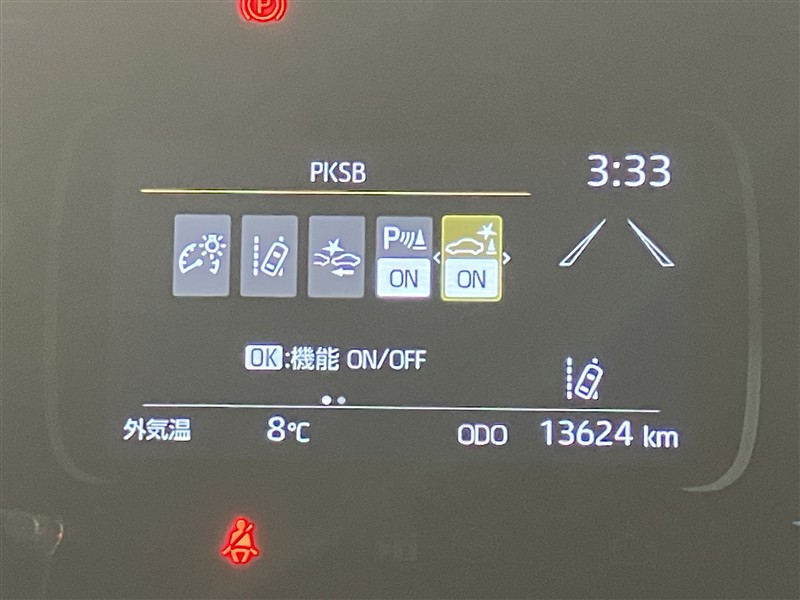 P
PKSB
3:33
P
ON
ON
OK:機能 ON/OFF
外気温 8℃ ODO 13624 km